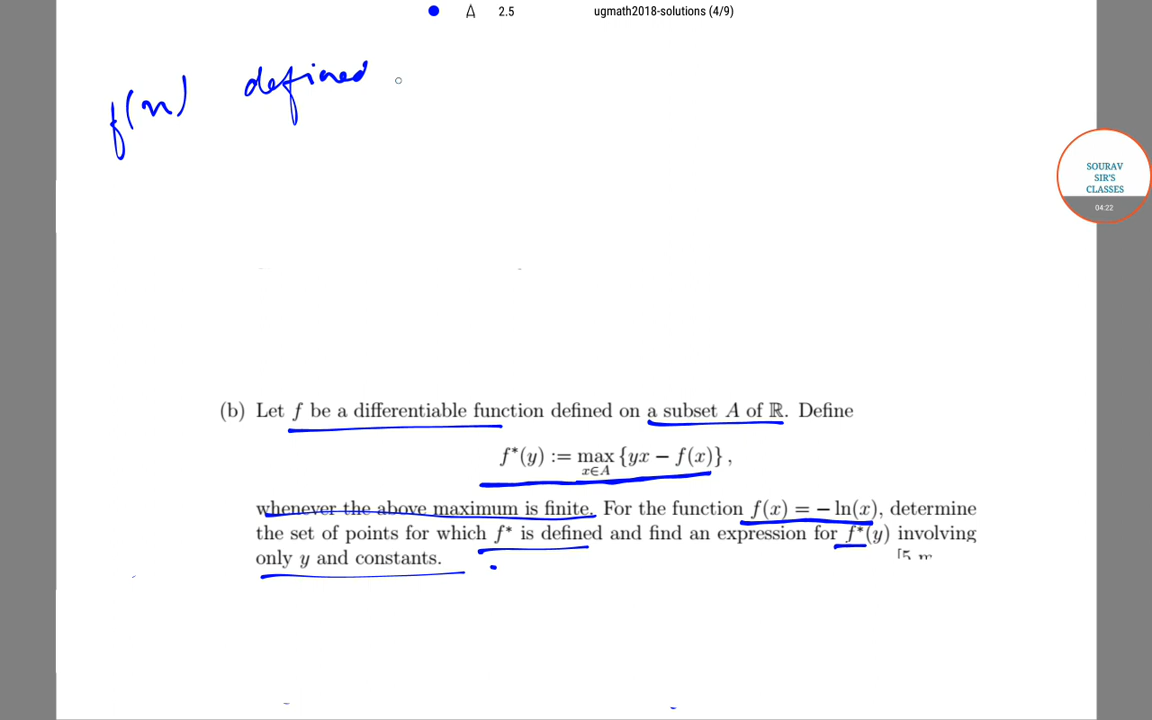 2.5 ugmath2018-solutions (4/9)
f(x) defined
SOURAV
SIR'S
CLASSES
04:22
(b) Let f be a differentiable function defined on a subset A of ℝ. Define
f*(y) := max {yx − f(x)} ,
x∈A
whenever the above maximum is finite. For the function f(x) = − ln(x), determine
the set of points for which f* is defined and find an expression for f*(y) involving
only y and constants.
[5